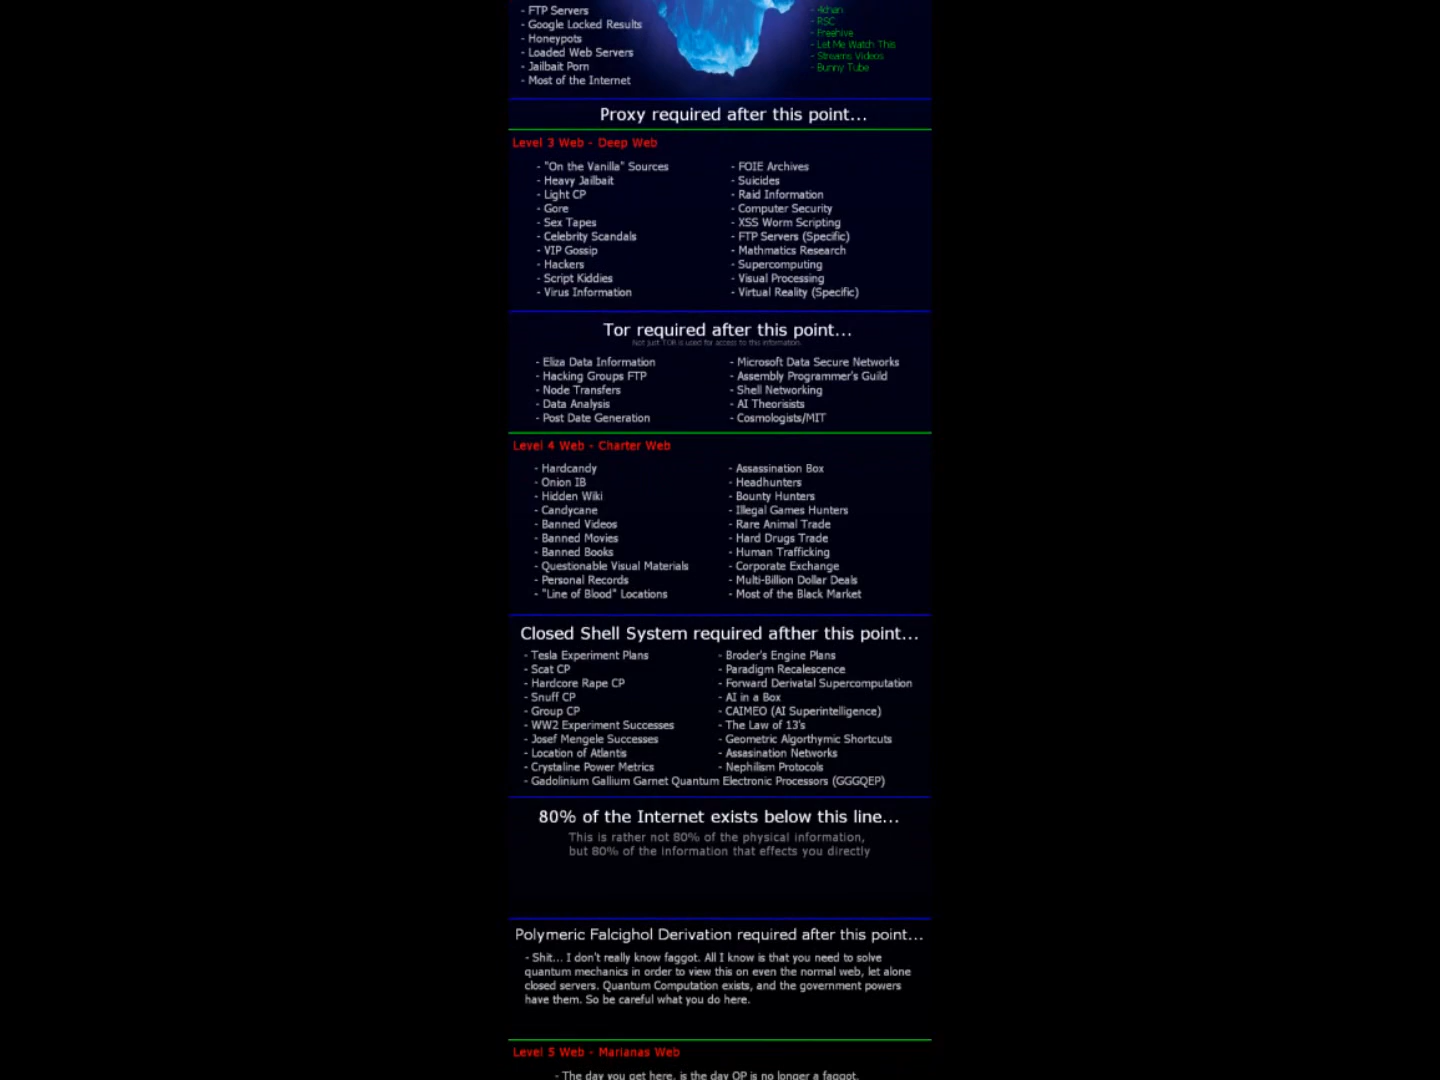 - FTP Servers
- Google Locked Results
- Honeypots
- Loaded Web Servers
- Jailbait Porn
- Most of the Internet
- 4chan
- RSC
- Freehive
- Let Me Watch This
- Streams Videos
- Bunny Tube
Proxy required after this point...
Level 3 Web - Deep Web
- "On the Vanilla" Sources
- Heavy Jailbait
- Light CP
- Gore
- Sex Tapes
- Celebrity Scandals
- VIP Gossip
- Hackers
- Script Kiddies
- Virus Information
- FOIE Archives
- Suicides
- Raid Information
- Computer Security
- XSS Worm Scripting
- FTP Servers (Specific)
- Mathmatics Research
- Supercomputing
- Visual Processing
- Virtual Reality (Specific)
Tor required after this point...
Not just TOR is used for access to this information.
- Eliza Data Information
- Hacking Groups FTP
- Node Transfers
- Data Analysis
- Post Date Generation
- Microsoft Data Secure Networks
- Assembly Programmer's Guild
- Shell Networking
- AI Theorisists
- Cosmologists/MIT
Level 4 Web - Charter Web
- Hardcandy
- Onion IB
- Hidden Wiki
- Candycane
- Banned Videos
- Banned Movies
- Banned Books
- Questionable Visual Materials
- Personal Records
- "Line of Blood" Locations
- Assassination Box
- Headhunters
- Bounty Hunters
- Illegal Games Hunters
- Rare Animal Trade
- Hard Drugs Trade
- Human Trafficking
- Corporate Exchange
- Multi-Billion Dollar Deals
- Most of the Black Market
Closed Shell System required afther this point...
- Tesla Experiment Plans
- Scat CP
- Hardcore Rape CP
- Snuff CP
- Group CP
- WW2 Experiment Successes
- Josef Mengele Successes
- Location of Atlantis
- Crystaline Power Metrics
- Broder's Engine Plans
- Paradigm Recalescence
- Forward Derivatal Supercomputation
- AI in a Box
- CAIMEO (AI Superintelligence)
- The Law of 13's
- Geometric Algorthymic Shortcuts
- Assasination Networks
- Nephilism Protocols
- Gadolinium Gallium Garnet Quantum Electronic Processors (GGGQEP)
80% of the Internet exists below this line...
This is rather not 80% of the physical information,
but 80% of the information that effects you directly
Polymeric Falcighol Derivation required after this point...
- Shit... I don't really know faggot. All I know is that you need to solve
quantum mechanics in order to view this on even the normal web, let alone
closed servers. Quantum Computation exists, and the government powers
have them. So be careful what you do here.
Level 5 Web - Marianas Web
- The day you get here, is the day OP is no longer a faggot.